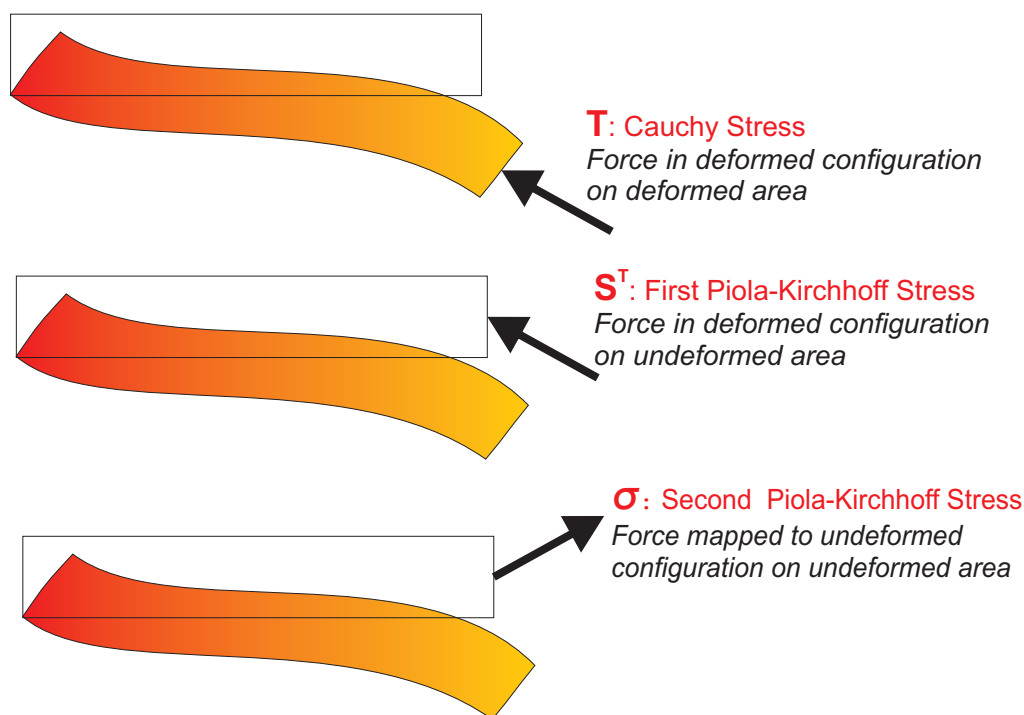 T: Cauchy Stress
Force in deformed configuration
on deformed area
Sᵀ: First Piola-Kirchhoff Stress
Force in deformed configuration
on undeformed area
σ: Second Piola-Kirchhoff Stress
Force mapped to undeformed
configuration on undeformed area